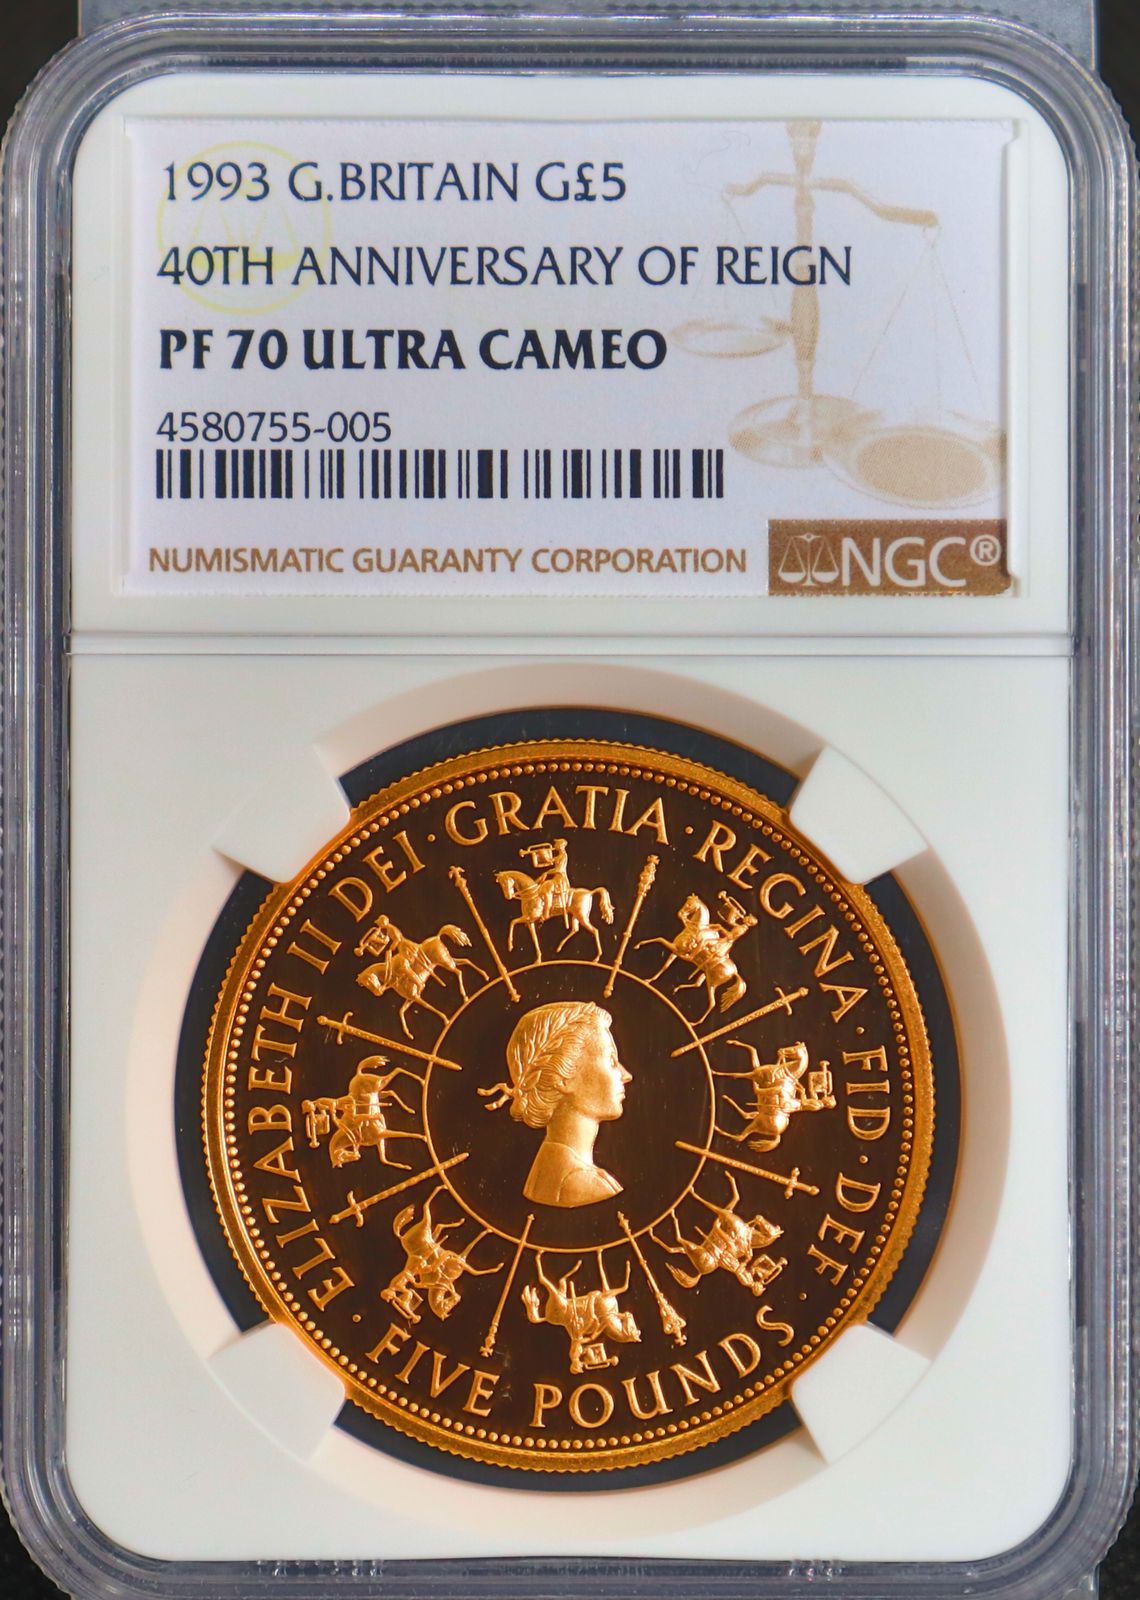 1993 G.BRITAIN G£5
40TH ANNIVERSARY OF REIGN
PF 70 ULTRA CAMEO
4580755-005
NUMISMATIC GUARANTY CORPORATION
NGC®
ELIZABETH II DEI · GRATIA · REGINA · FID · DEF ·
FIVE POUNDS